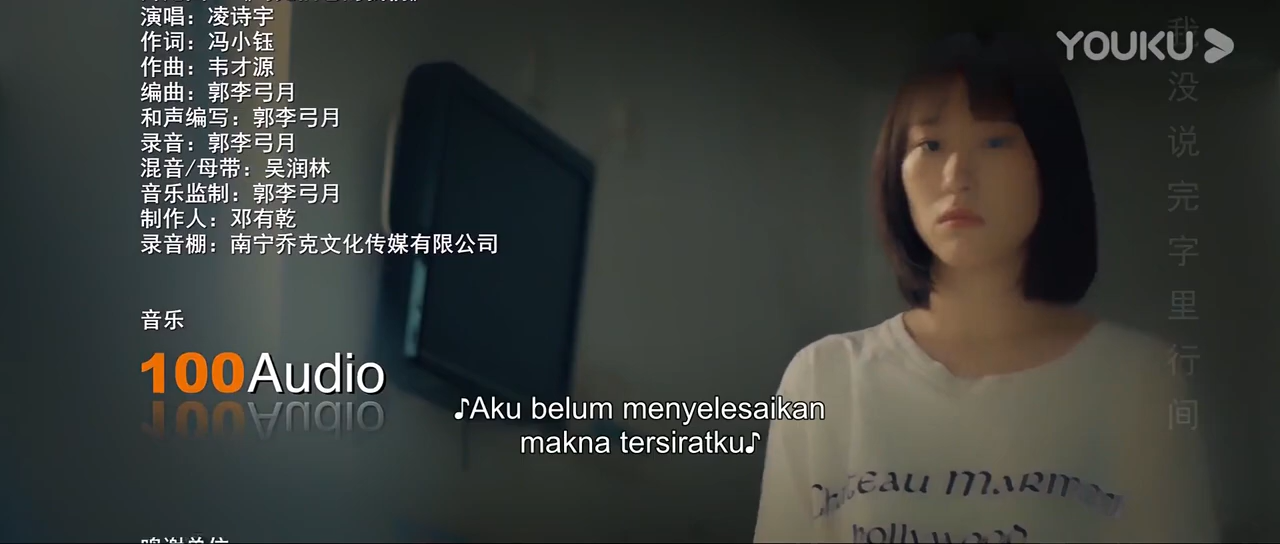 演唱：凌诗宇
作词：冯小钰
作曲：韦才源
编曲：郭李弓月
和声编写：郭李弓月
录音：郭李弓月
混音/母带：吴润林
音乐监制：郭李弓月
制作人：邓有乾
录音棚：南宁乔克文化传媒有限公司
音乐
100Audio
♪Aku belum menyelesaikan
makna tersiratku♪
YOUKU
我没说完字里行间
Chateau Marmont
Hollywood